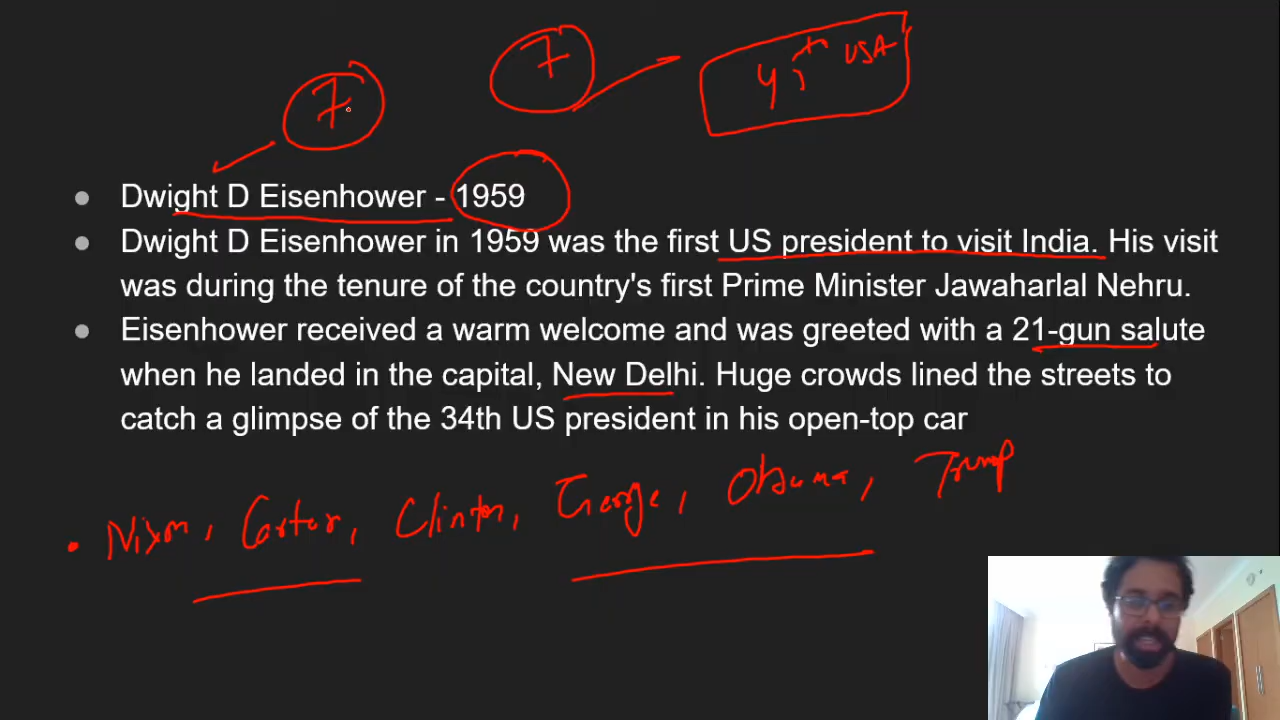 7
7
45th USA
Dwight D Eisenhower - 1959
Dwight D Eisenhower in 1959 was the first US president to visit India. His visit
was during the tenure of the country's first Prime Minister Jawaharlal Nehru.
Eisenhower received a warm welcome and was greeted with a 21-gun salute
when he landed in the capital, New Delhi. Huge crowds lined the streets to
catch a glimpse of the 34th US president in his open-top car
Nixon, Carter, Clinton, George, Obama, Trump